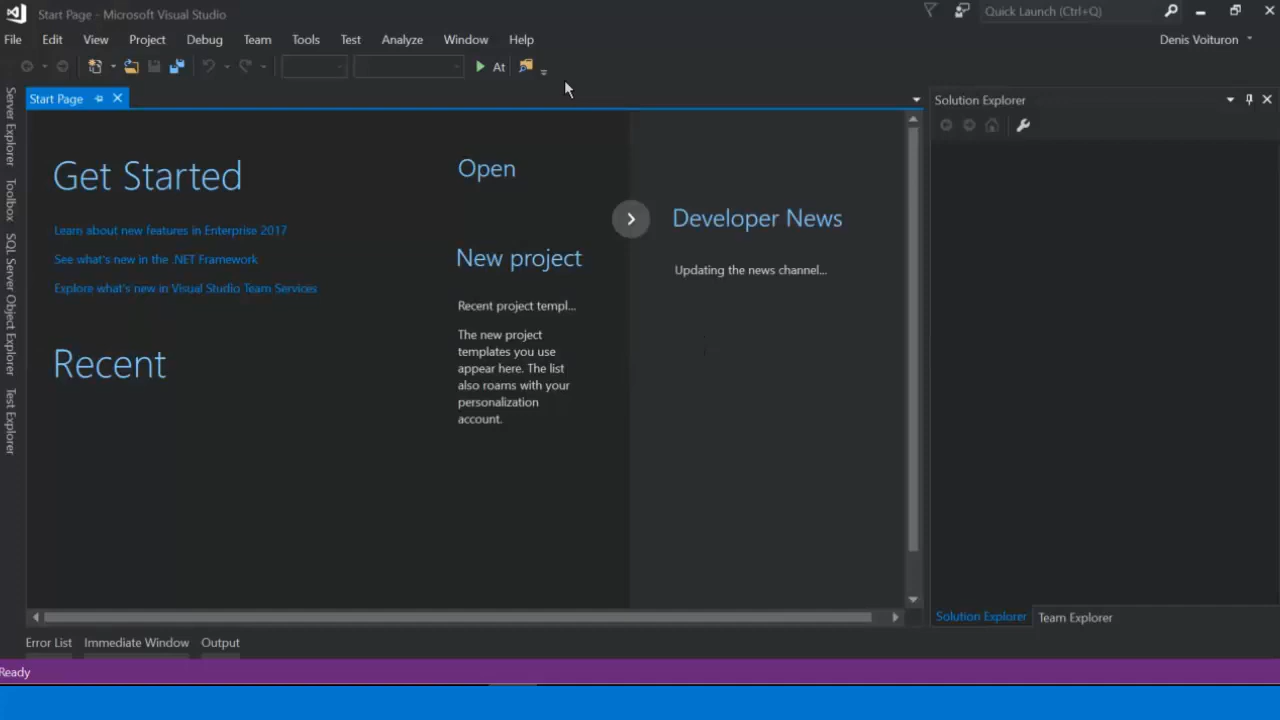 Start Page - Microsoft Visual Studio
Quick Launch (Ctrl+Q)
File Edit View Project Debug Team Tools Test Analyze Window Help
Denis Voituron
At
Server Explorer
Toolbox
SQL Server Object Explorer
Test Explorer
Start Page
Get Started
Learn about new features in Enterprise 2017
See what's new in the .NET Framework
Explore what's new in Visual Studio Team Services
Recent
Open
New project
Recent project templ...
The new project
templates you use
appear here. The list
also roams with your
personalization
account.
Developer News
Updating the news channel...
Solution Explorer
Solution Explorer Team Explorer
Error List Immediate Window Output
Ready